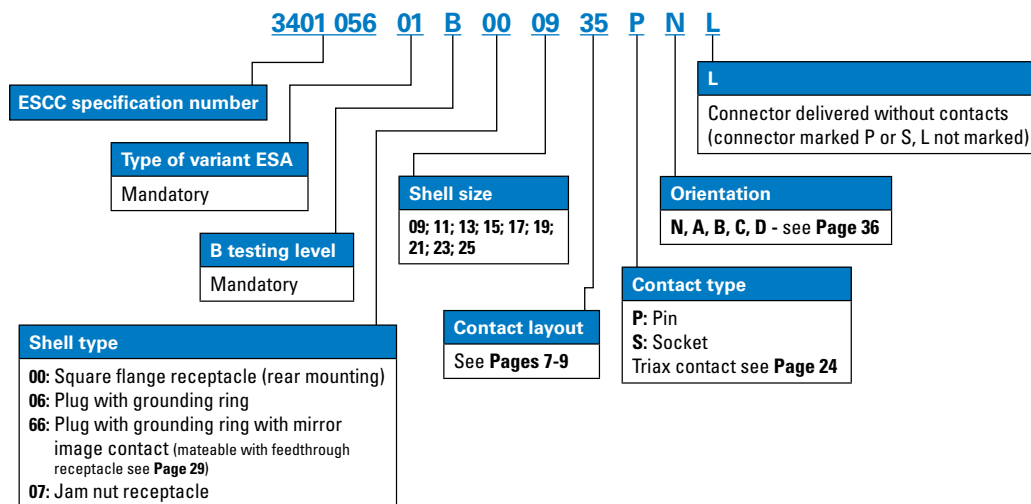 3401 056 01 B 00 09 35 P N L
ESCC specification number
Type of variant ESA
Mandatory
B testing level
Mandatory
Shell type
00: Square flange receptacle (rear mounting)
06: Plug with grounding ring
66: Plug with grounding ring with mirror
image contact (mateable with feedthrough
receptacle see Page 29)
07: Jam nut receptacle
Shell size
09; 11; 13; 15; 17; 19;
21; 23; 25
Contact layout
See Pages 7-9
Contact type
P: Pin
S: Socket
Triax contact see Page 24
Orientation
N, A, B, C, D - see Page 36
L
Connector delivered without contacts
(connector marked P or S, L not marked)